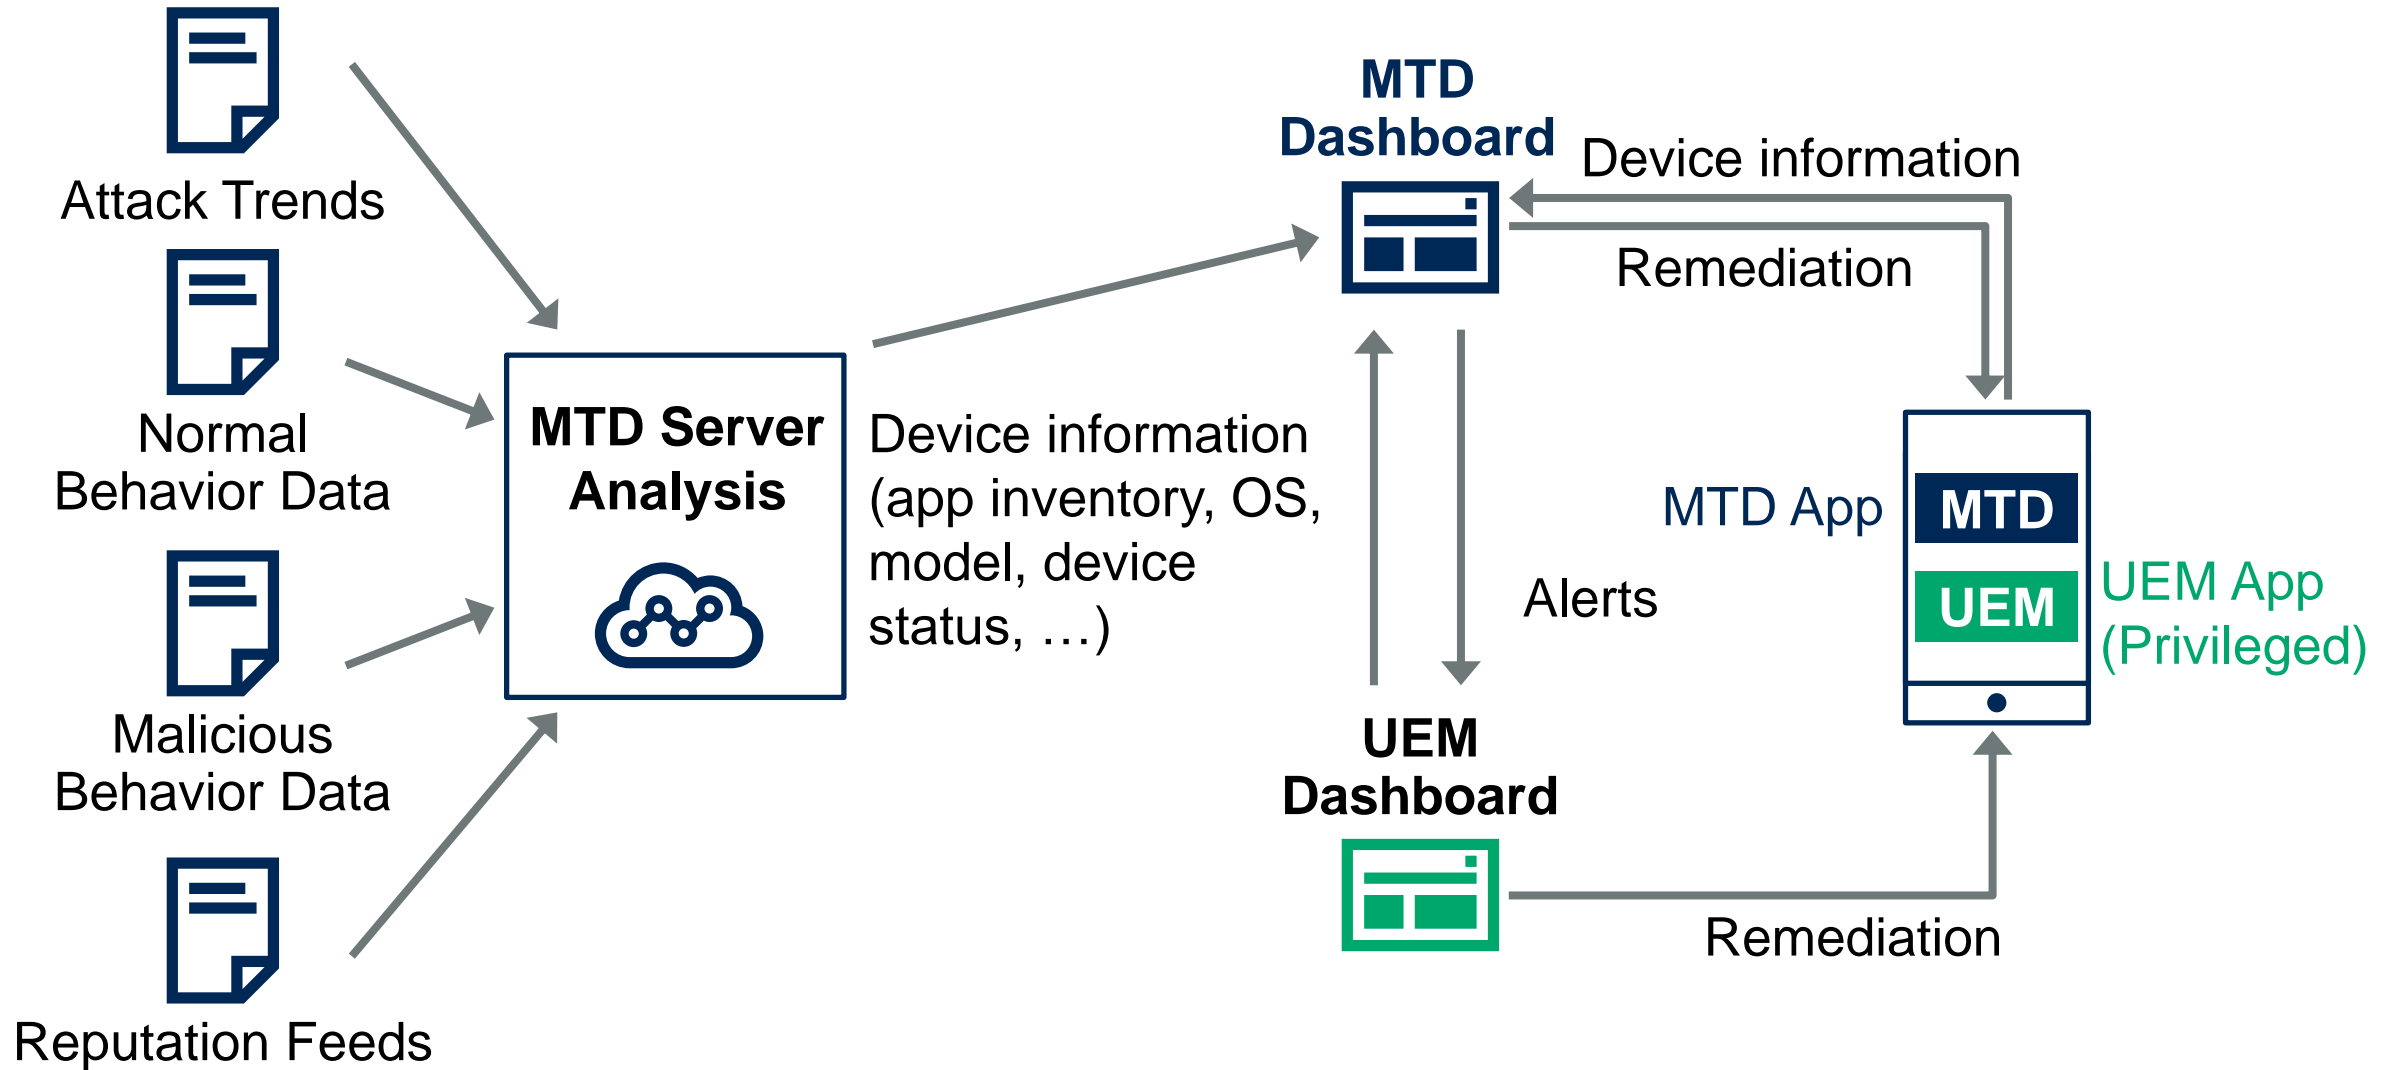 Attack Trends
Normal
Behavior Data
Malicious
Behavior Data
Reputation Feeds
MTD Server
Analysis
Device information
(app inventory, OS,
model, device
status, …)
MTD
Dashboard
Device information
Remediation
Alerts
UEM
Dashboard
Remediation
MTD App
MTD
UEM
UEM App
(Privileged)